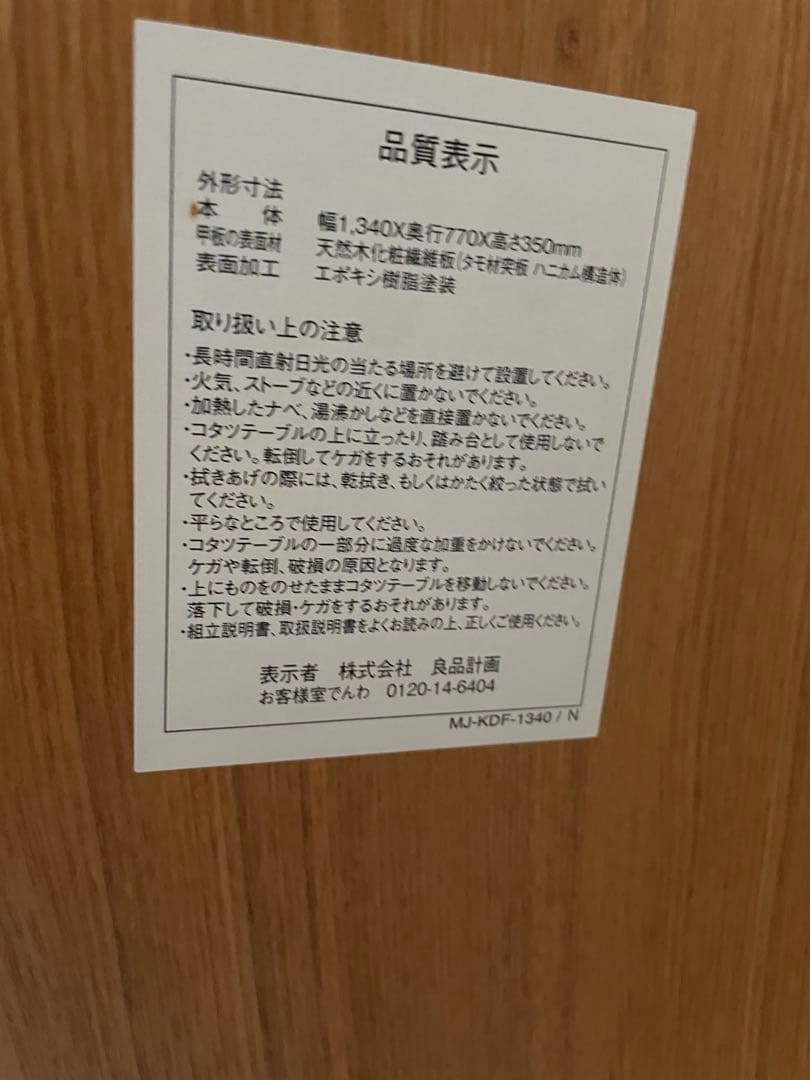 品質表示
外形寸法
本 体 幅1,340X奥行770X高さ350mm
甲板の表面材 天然木化粧繊維板(タモ材突板 ハニカム構造体)
表面加工 エポキシ樹脂塗装
取り扱い上の注意
・長時間直射日光の当たる場所を避けて設置してください。
・火気、ストーブなどの近くに置かないでください。
・加熱したナベ、湯沸かしなどを直接置かないでください。
・コタツテーブルの上に立ったり、踏み台として使用しないで
ください。転倒してケガをするおそれがあります。
・拭きあげの際には、乾拭き、もしくはかたく絞った状態で拭い
てください。
・平らなところで使用してください。
・コタツテーブルの一部分に過度な加重をかけないでください。
ケガや転倒、破損の原因となります。
・上にものをのせたままコタツテーブルを移動しないでください。
落下して破損・ケガをするおそれがあります。
・組立説明書、取扱説明書をよくお読みの上、正しくご使用ください。
表示者 株式会社 良品計画
お客様室でんわ 0120-14-6404
MJ-KDF-1340 / N